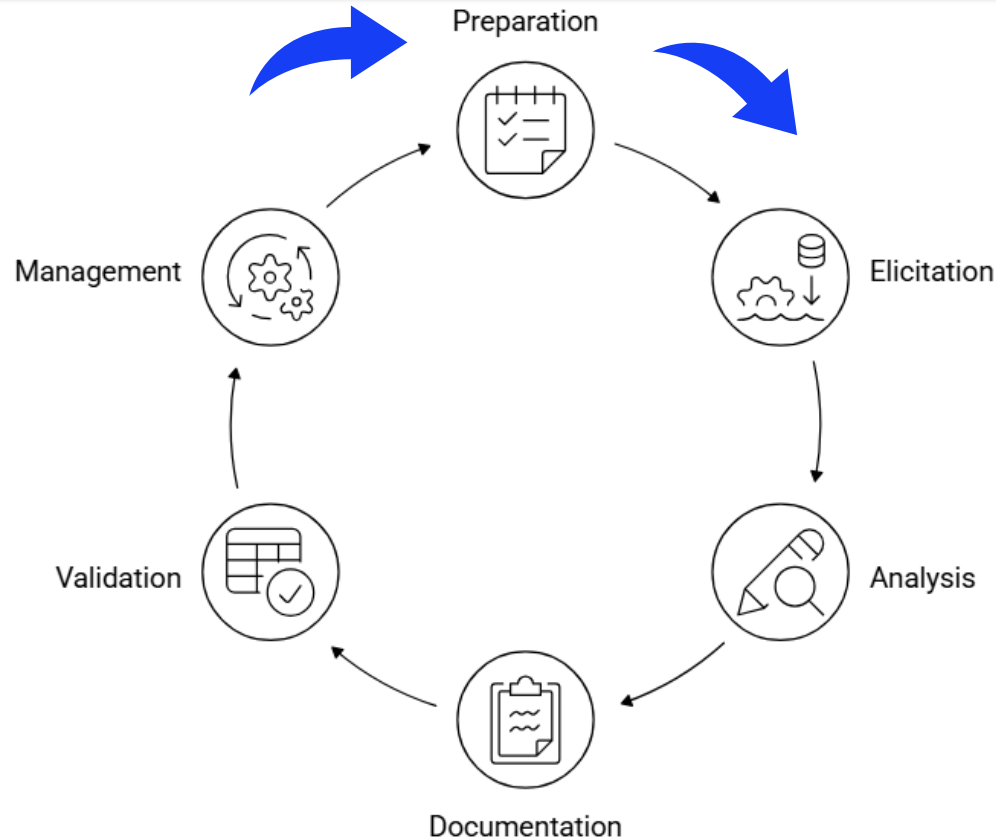 Preparation
Elicitation
Analysis
Documentation
Validation
Management